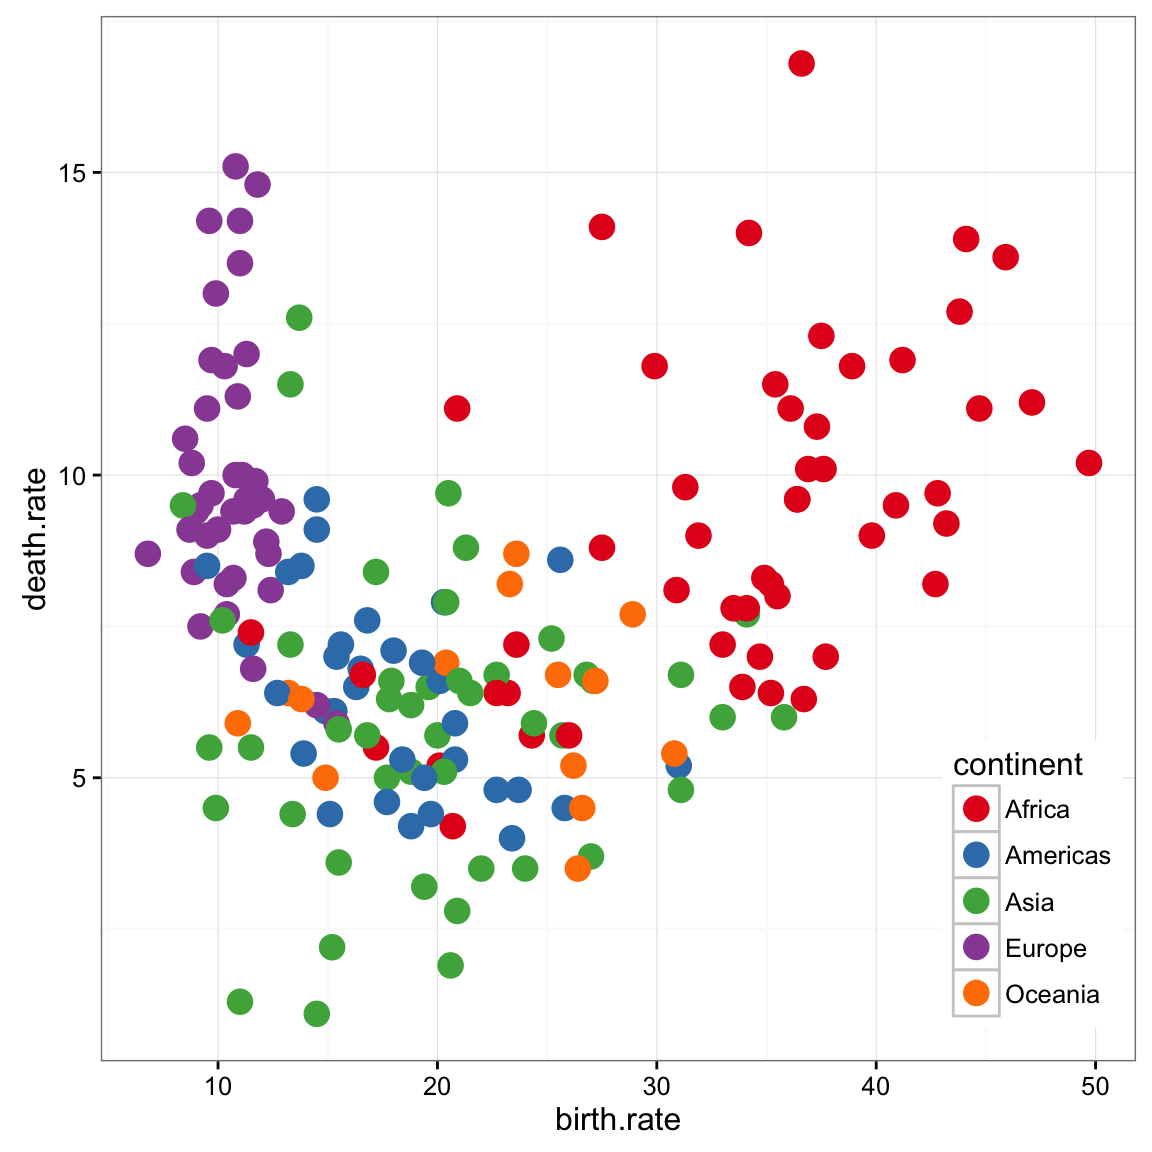 death.rate
15
10
5
continent
Africa
Americas
Asia
Europe
Oceania
10 20 30 40 50
birth.rate